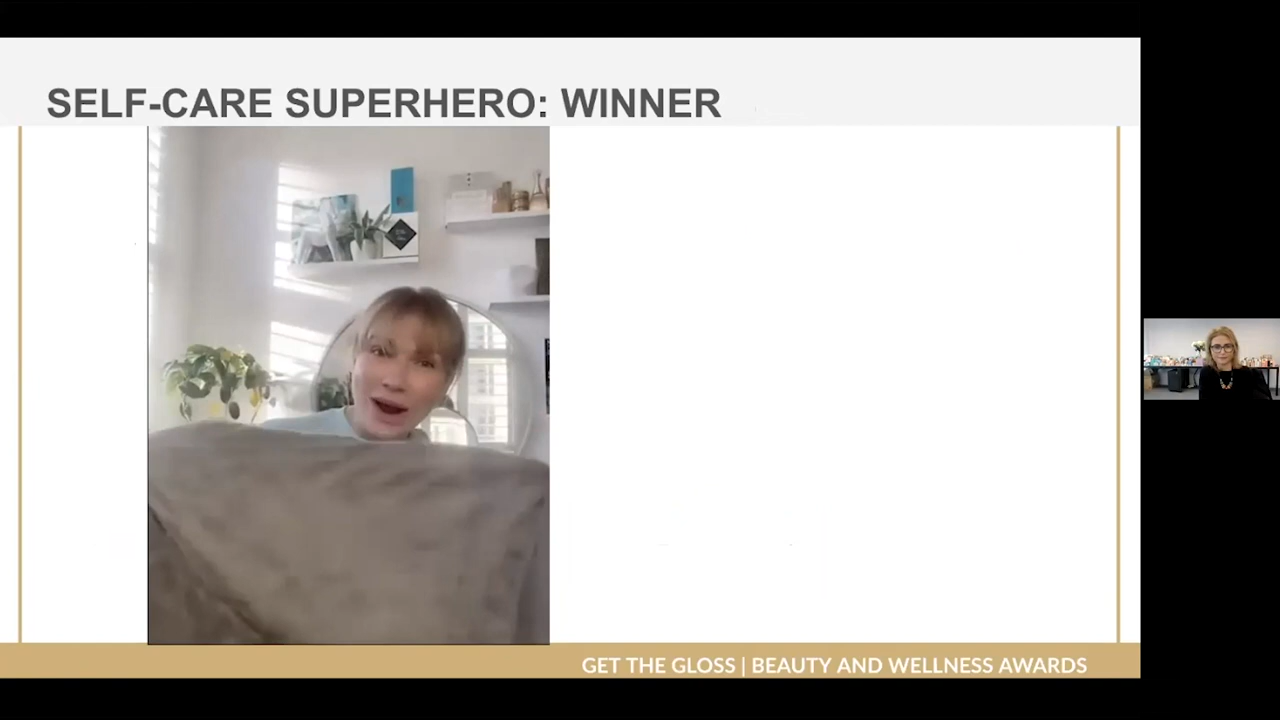 SELF-CARE SUPERHERO: WINNER
GET THE GLOSS | BEAUTY AND WELLNESS AWARDS